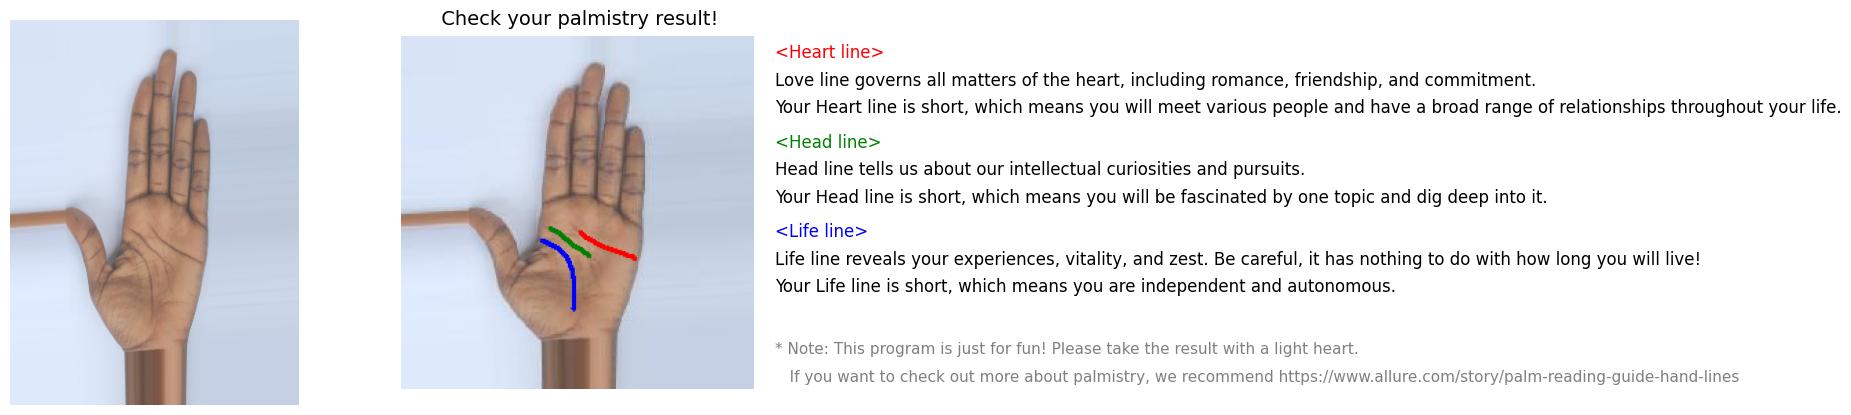 Check your palmistry result!
<Heart line>
Love line governs all matters of the heart, including romance, friendship, and commitment.
Your Heart line is short, which means you will meet various people and have a broad range of relationships throughout your life.
<Head line>
Head line tells us about our intellectual curiosities and pursuits.
Your Head line is short, which means you will be fascinated by one topic and dig deep into it.
<Life line>
Life line reveals your experiences, vitality, and zest. Be careful, it has nothing to do with how long you will live!
Your Life line is short, which means you are independent and autonomous.
* Note: This program is just for fun! Please take the result with a light heart.
If you want to check out more about palmistry, we recommend https://www.allure.com/story/palm-reading-guide-hand-lines